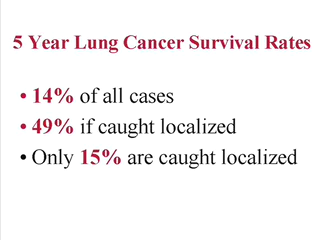 5 Year Lung Cancer Survival Rates
• 14% of all cases
• 49% if caught localized
• Only 15% are caught localized